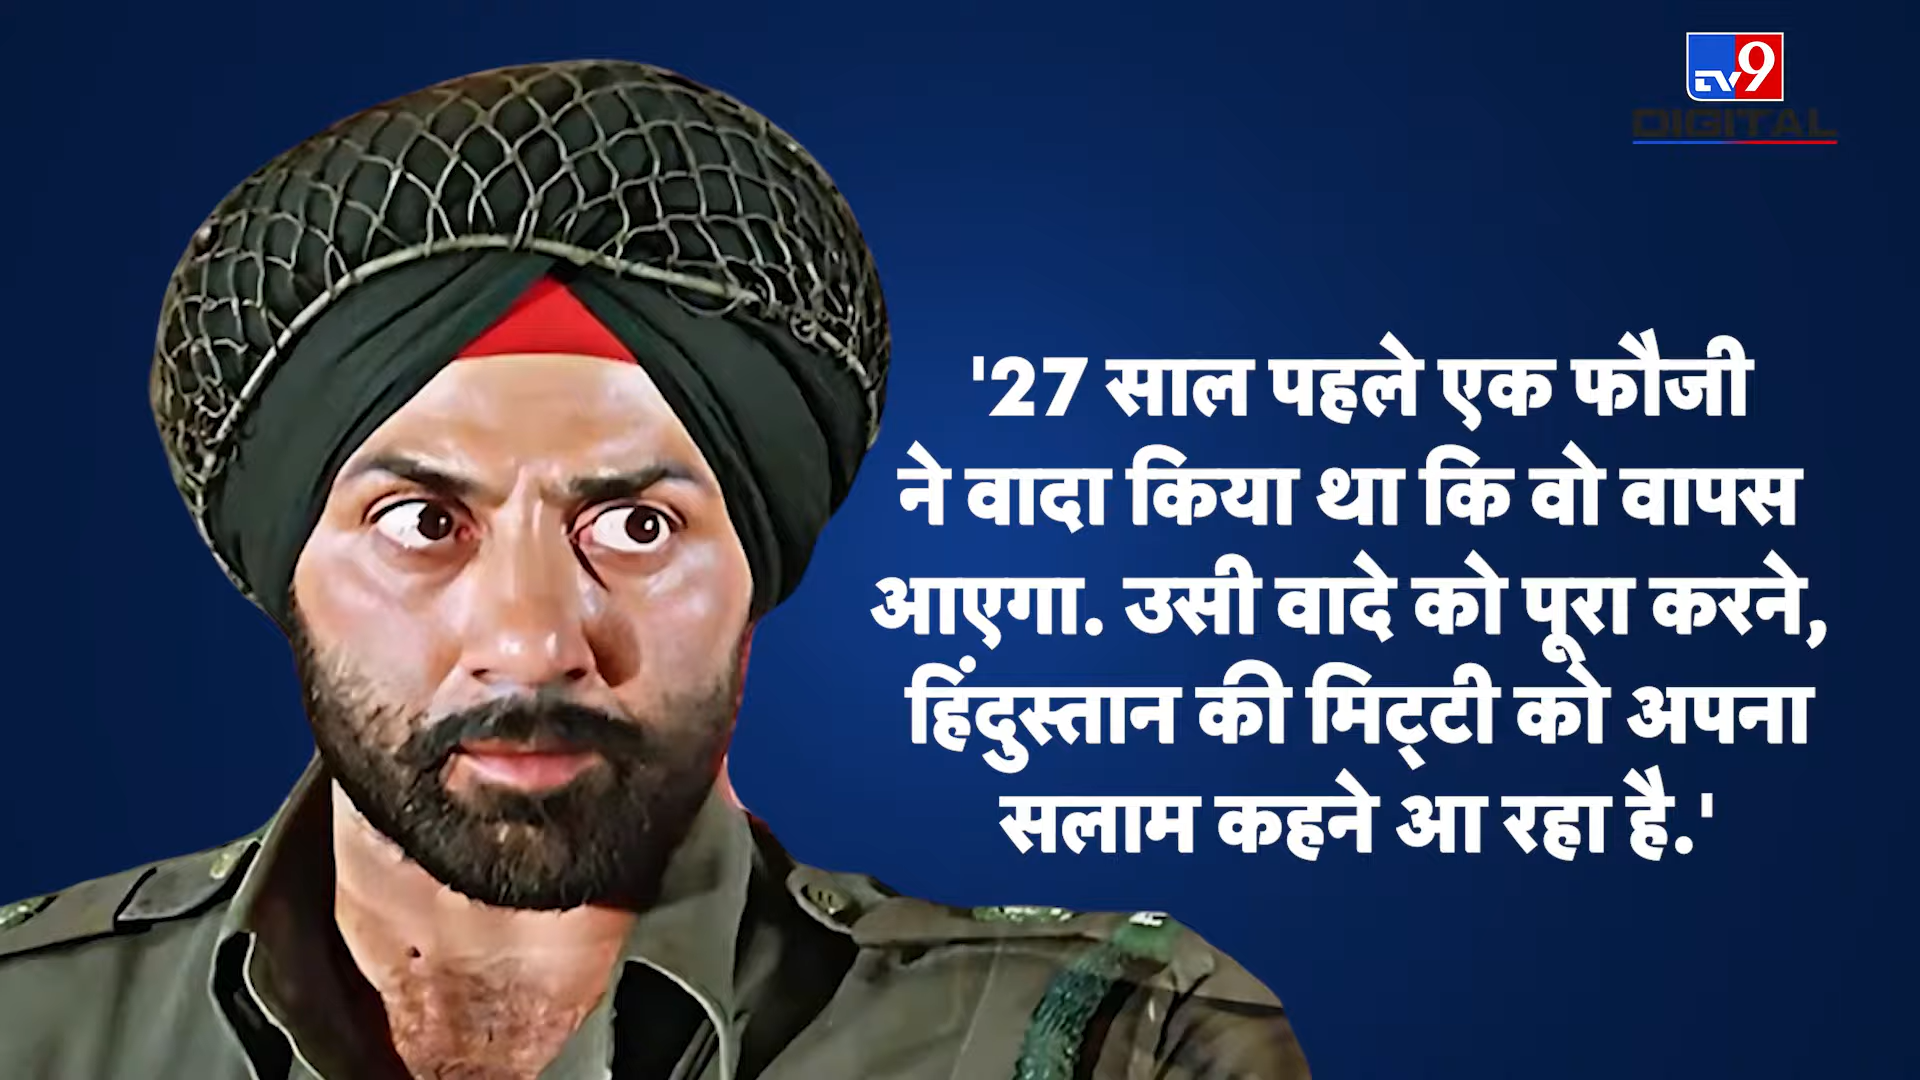 TV9
DIGITAL
'27 साल पहले एक फौजी
ने वादा किया था कि वो वापस
आएगा. उसी वादे को पूरा करने,
हिंदुस्तान की मिट्टी को अपना
सलाम कहने आ रहा है.'